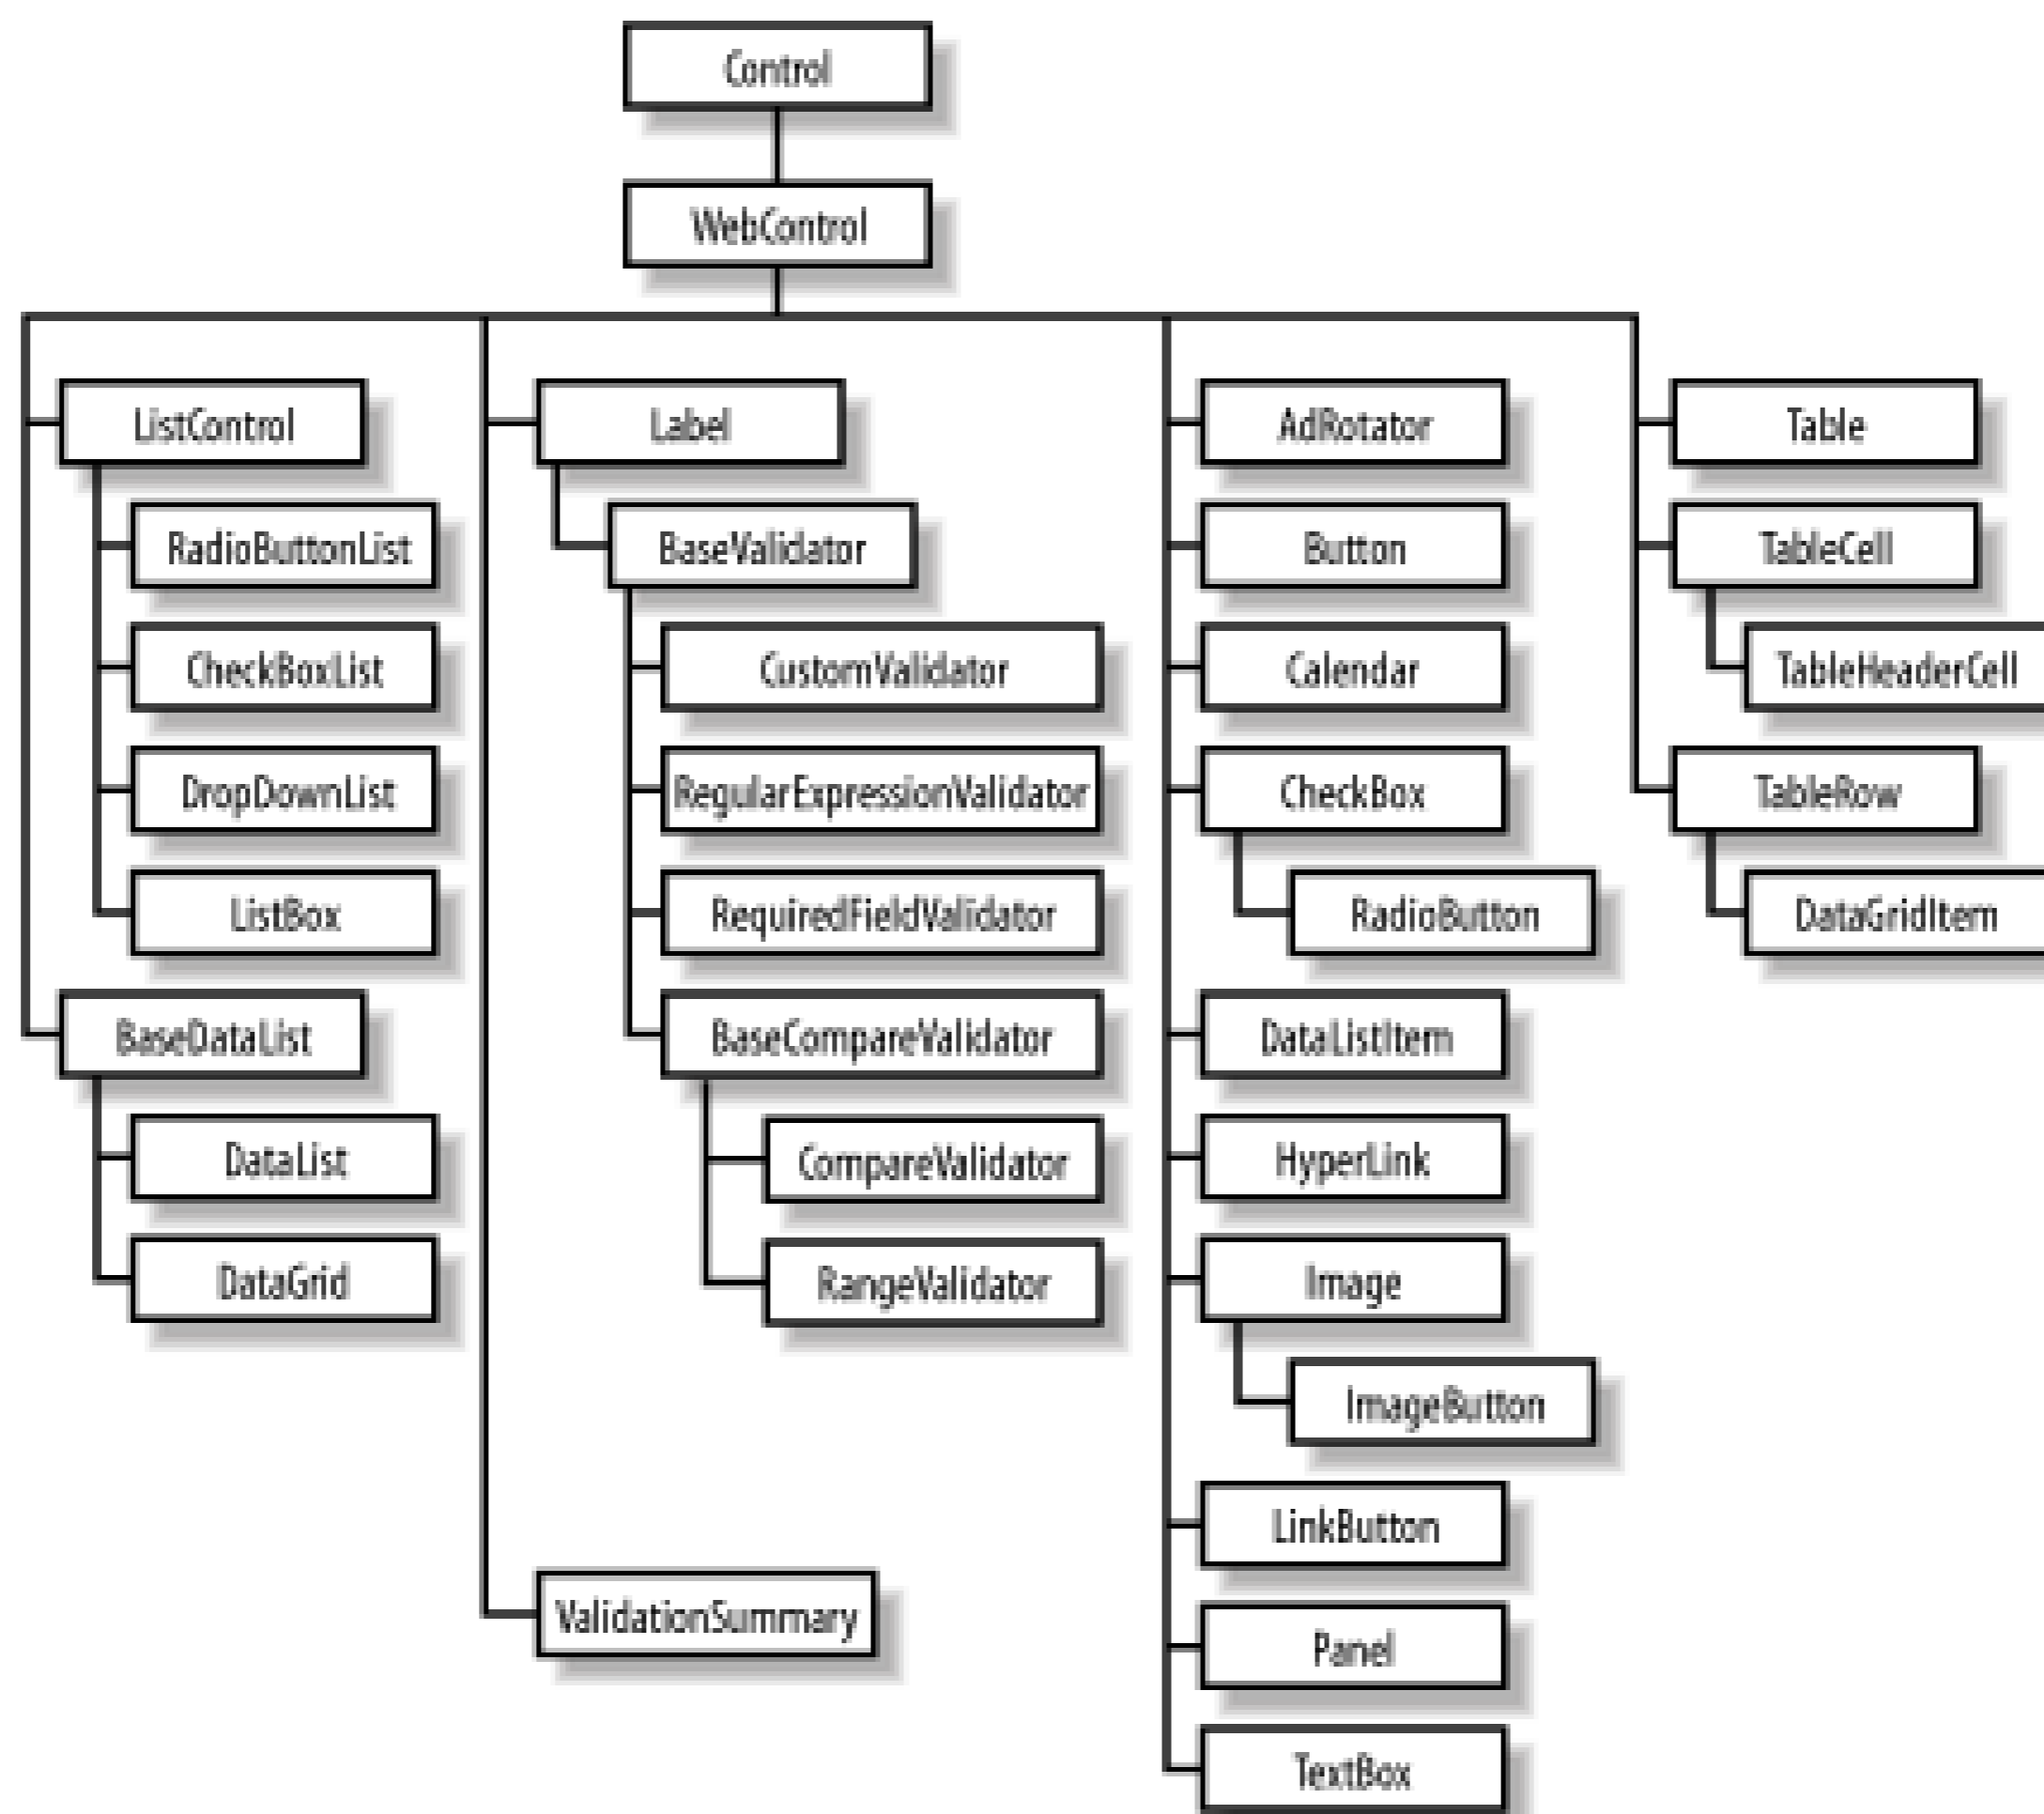 Control
WebControl
ListControl
RadioButtonList
CheckBoxList
DropDownList
ListBox
BaseDataList
DataList
DataGrid
Label
BaseValidator
CustomValidator
RegularExpressionValidator
RequiredFieldValidator
BaseCompareValidator
CompareValidator
RangeValidator
ValidationSummary
AdRotator
Button
Calendar
CheckBox
RadioButton
DataListItem
HyperLink
Image
ImageButton
LinkButton
Panel
TextBox
Table
TableCell
TableHeaderCell
TableRow
DataGridItem